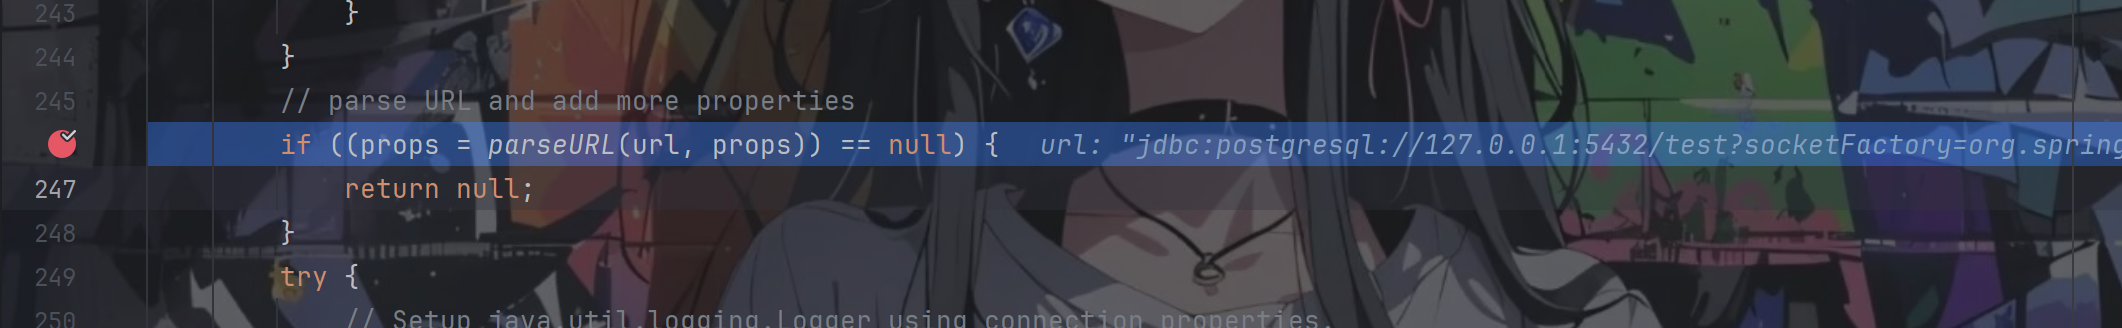 243 }
244 }
245 // parse URL and add more properties
if ((props = parseURL(url, props)) == null) { url: "jdbc:postgresql://127.0.0.1:5432/test?socketFactory=org.spring
247 return null;
248 }
249 try {
250 // Setup java.util.logging.Logger using connection properties.